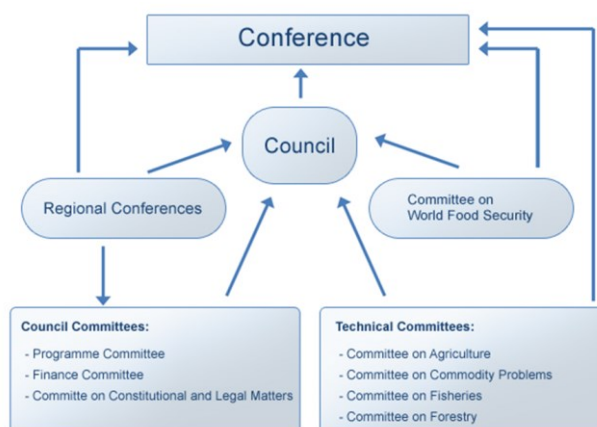 Conference
Council
Regional Conferences
Committee on
World Food Security
Council Committees:
- Programme Committee
- Finance Committee
- Committe on Constitutional and Legal Matters
Technical Committees:
- Committee on Agriculture
- Committee on Commodity Problems
- Committee on Fisheries
- Committee on Forestry